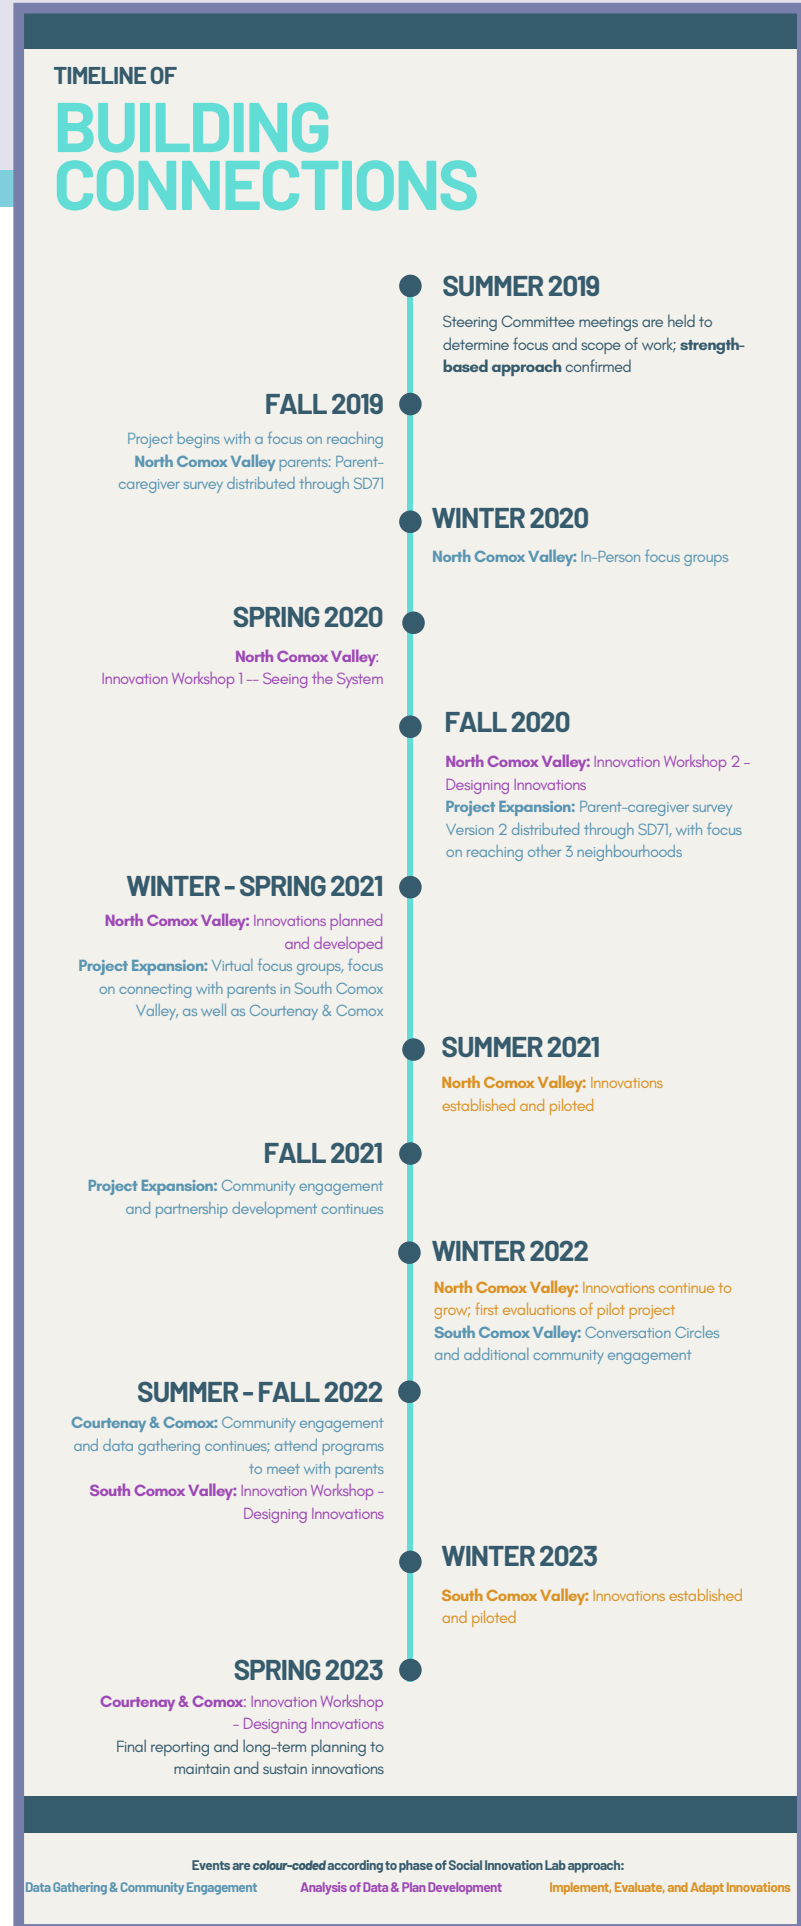 TIMELINE OF
BUILDING
CONNECTIONS
SUMMER 2019
Steering Committee meetings are held to
determine focus and scope of work; strength-
based approach confirmed
FALL 2019
Project begins with a focus on reaching
North Comox Valley parents: Parent-
caregiver survey distributed through SD71
WINTER 2020
North Comox Valley: In-Person focus groups
SPRING 2020
North Comox Valley:
Innovation Workshop 1 -- Seeing the System
FALL 2020
North Comox Valley: Innovation Workshop 2 -
Designing Innovations
Project Expansion: Parent-caregiver survey
Version 2 distributed through SD71, with focus
on reaching other 3 neighbourhoods
WINTER - SPRING 2021
North Comox Valley: Innovations planned
and developed
Project Expansion: Virtual focus groups, focus
on connecting with parents in South Comox
Valley, as well as Courtenay & Comox
SUMMER 2021
North Comox Valley: Innovations
established and piloted
FALL 2021
Project Expansion: Community engagement
and partnership development continues
WINTER 2022
North Comox Valley: Innovations continue to
grow; first evaluations of pilot project
South Comox Valley: Conversation Circles
and additional community engagement
SUMMER - FALL 2022
Courtenay & Comox: Community engagement
and data gathering continues; attend programs
to meet with parents
South Comox Valley: Innovation Workshop -
Designing Innovations
WINTER 2023
South Comox Valley: Innovations established
and piloted
SPRING 2023
Courtenay & Comox: Innovation Workshop
- Designing Innovations
Final reporting and long-term planning to
maintain and sustain innovations
Events are colour-coded according to phase of Social Innovation Lab approach:
Data Gathering & Community Engagement Analysis of Data & Plan Development Implement, Evaluate, and Adapt Innovations